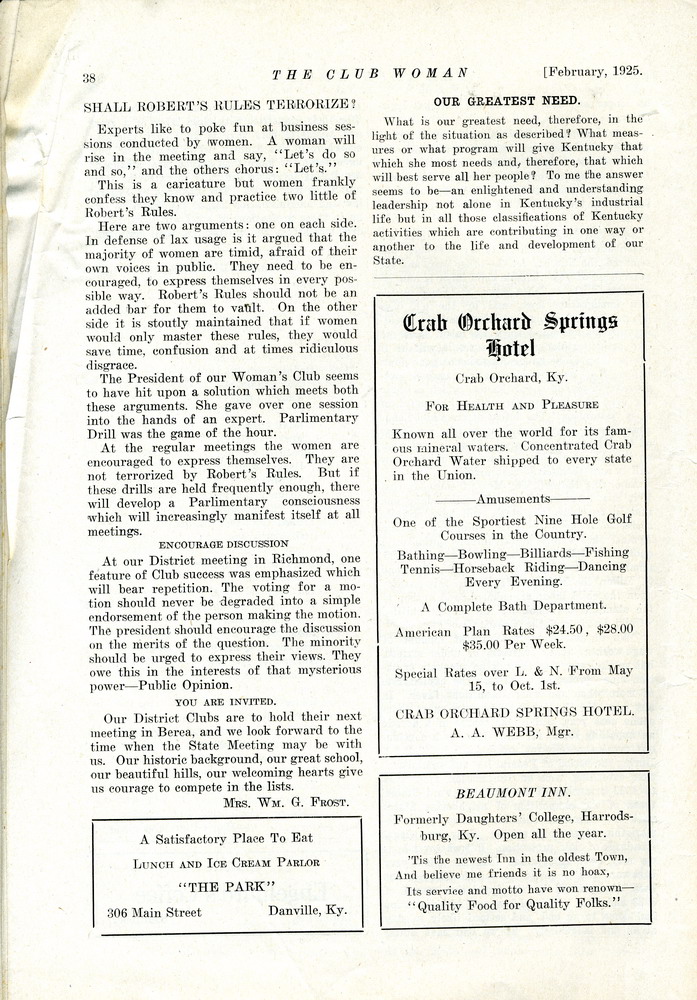 38
THE CLUB WOMAN
[February, 1925.
SHALL ROBERT'S RULES TERRORIZE?
Experts like to poke fun at business ses-
sions conducted by women. A woman will
rise in the meeting and say, "Let's do so
and so," and the others chorus: "Let's."
This is a caricature but women frankly
confess they know and practice two little of
Robert's Rules.
Here are two arguments: one on each side.
In defense of lax usage is it argued that the
majority of women are timid, afraid of their
own voices in public. They need to be en-
couraged, to express themselves in every pos-
sible way. Robert's Rules should not be an
added bar for them to vault. On the other
side it is stoutly maintained that if women
would only master these rules, they would
save time, confusion and at times ridiculous
disgrace.
The President of our Woman's Club seems
to have hit upon a solution which meets both
these arguments. She gave over one session
into the hands of an expert. Parlimentary
Drill was the game of the hour.
At the regular meetings the women are
encouraged to express themselves. They are
not terrorized by Robert's Rules. But if
these drills are held frequently enough, there
will develop a Parlimentary consciousness
which will increasingly manifest itself at all
meetings.
ENCOURAGE DISCUSSION
At our District meeting in Richmond, one
feature of Club success was emphasized which
will bear repetition. The voting for a mo-
tion should never be degraded into a simple
endorsement of the person making the motion.
The president should encourage the discussion
on the merits of the question. The minority
should be urged to express their views. They
owe this in the interests of that mysterious
power—Public Opinion.
YOU ARE INVITED.
Our District Clubs are to hold their next
meeting in Berea, and we look forward to the
time when the State Meeting may be with
us. Our historic background, our great school,
our beautiful hills, our welcoming hearts give
us courage to compete in the lists.
Mrs. Wm. G. Frost.
A Satisfactory Place To Eat
Lunch and Ice Cream Parlor
"THE PARK"
306 Main Street Danville, Ky.
OUR GREATEST NEED.
What is our greatest need, therefore, in the
light of the situation as described? What meas-
ures or what program will give Kentucky that
which she most needs and, therefore, that which
will best serve all her people? To me the answer
seems to be—an enlightened and understanding
leadership not alone in Kentucky's industrial
life but in all those classifications of Kentucky
activities which are contributing in one way or
another to the life and development of our
State.
Crab Orchard Springs
Hotel
Crab Orchard, Ky.
For Health and Pleasure
Known all over the world for its fam-
ous mineral waters. Concentrated Crab
Orchard Water shipped to every state
in the Union.
———Amusements———
One of the Sportiest Nine Hole Golf
Courses in the Country.
Bathing—Bowling—Billiards—Fishing
Tennis—Horseback Riding—Dancing
Every Evening.
A Complete Bath Department.
American Plan Rates $24.50, $28.00
$35.00 Per Week.
Special Rates over L. & N. From May
15, to Oct. 1st.
CRAB ORCHARD SPRINGS HOTEL.
A. A. WEBB, Mgr.
BEAUMONT INN.
Formerly Daughters' College, Harrods-
burg, Ky. Open all the year.
'Tis the newest Inn in the oldest Town,
And believe me friends it is no hoax,
Its service and motto have won renown—
"Quality Food for Quality Folks."